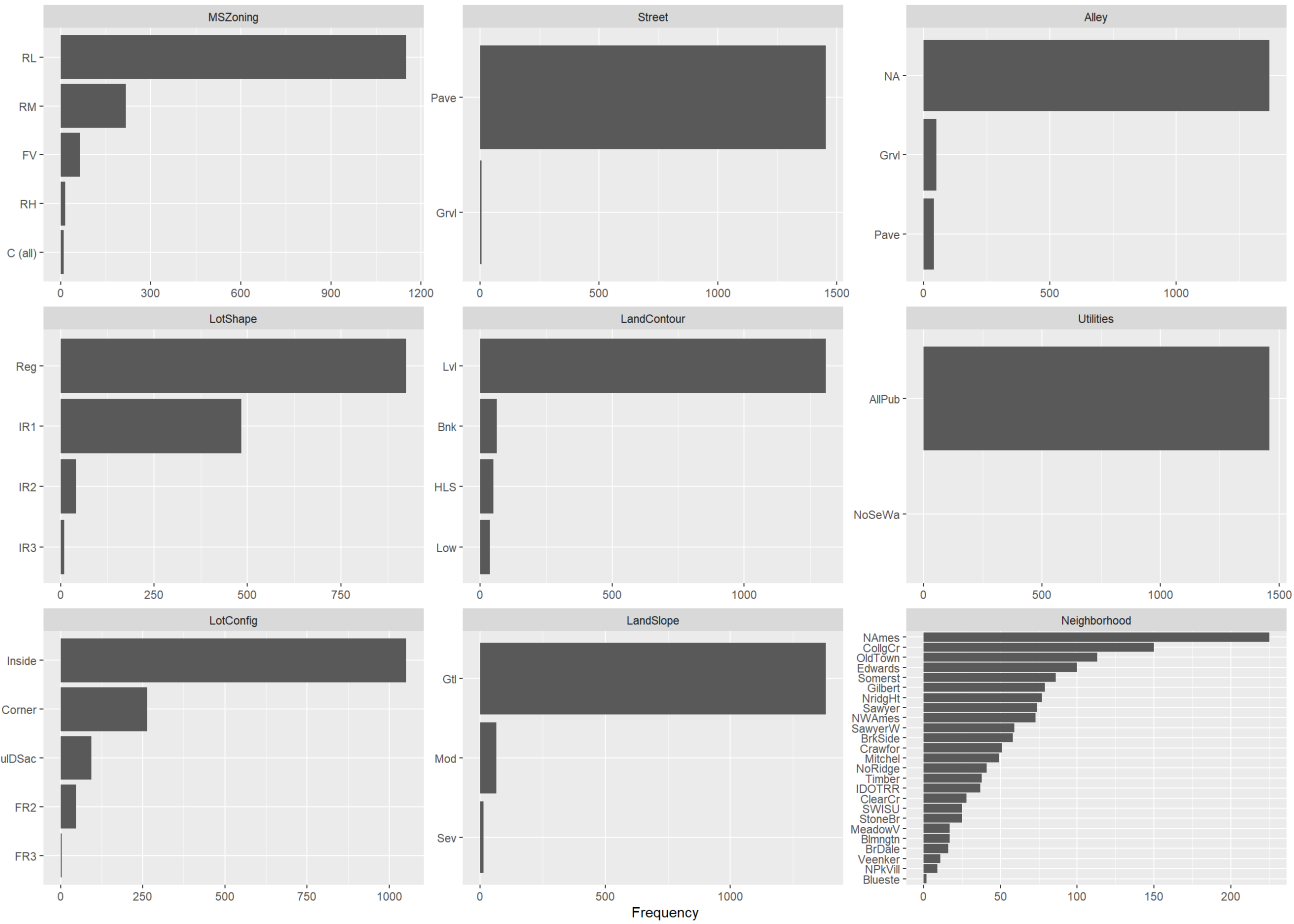 MSZoning
RL
RM
FV
RH
C (all)
0 300 600 900 1200
Street
Pave
Grvl
0 500 1000 1500
Alley
NA
Grvl
Pave
0 500 1000
LotShape
Reg
IR1
IR2
IR3
0 250 500 750
LandContour
Lvl
Bnk
HLS
Low
0 500 1000
Utilities
AllPub
NoSeWa
0 500 1000 1500
LotConfig
Inside
Corner
ulDSac
FR2
FR3
0 250 500 750 1000
LandSlope
Gtl
Mod
Sev
0 500 1000
Neighborhood
NAmes
CollgCr
OldTown
Edwards
Somerst
Gilbert
NridgHt
Sawyer
NWAmes
SawyerW
BrkSide
Crawfor
Mitchel
NoRidge
Timber
IDOTRR
ClearCr
SWISU
StoneBr
MeadowV
Blmngtn
BrDale
Veenker
NPkVill
Blueste
0 50 100 150 200
Frequency